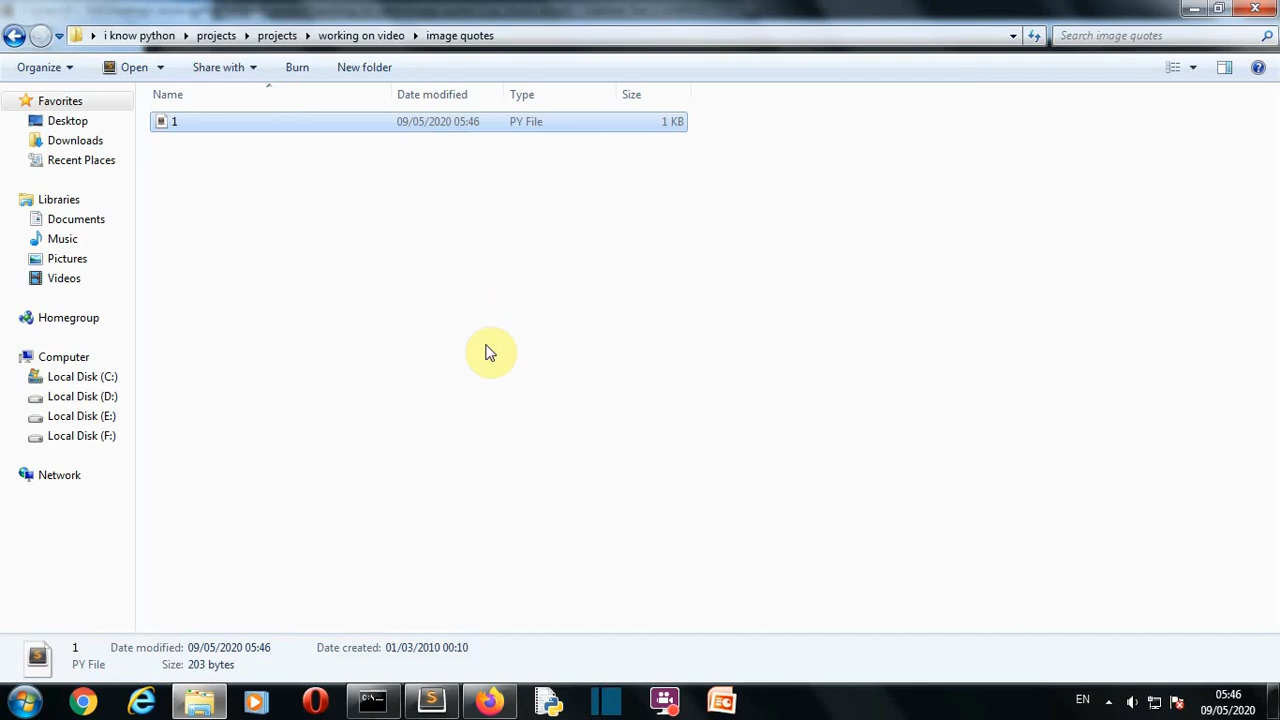 i know python projects projects working on video image quotes
Search image quotes
Organize Open Share with Burn New folder
Name Date modified Type Size
1 09/05/2020 05:46 PY File 1 KB
Favorites
Desktop
Downloads
Recent Places
Libraries
Documents
Music
Pictures
Videos
Homegroup
Computer
Local Disk (C:)
Local Disk (D:)
Local Disk (E:)
Local Disk (F:)
Network
1 Date modified: 09/05/2020 05:46 Date created: 01/03/2010 00:10
PY File Size: 203 bytes
EN 05:46
09/05/2020